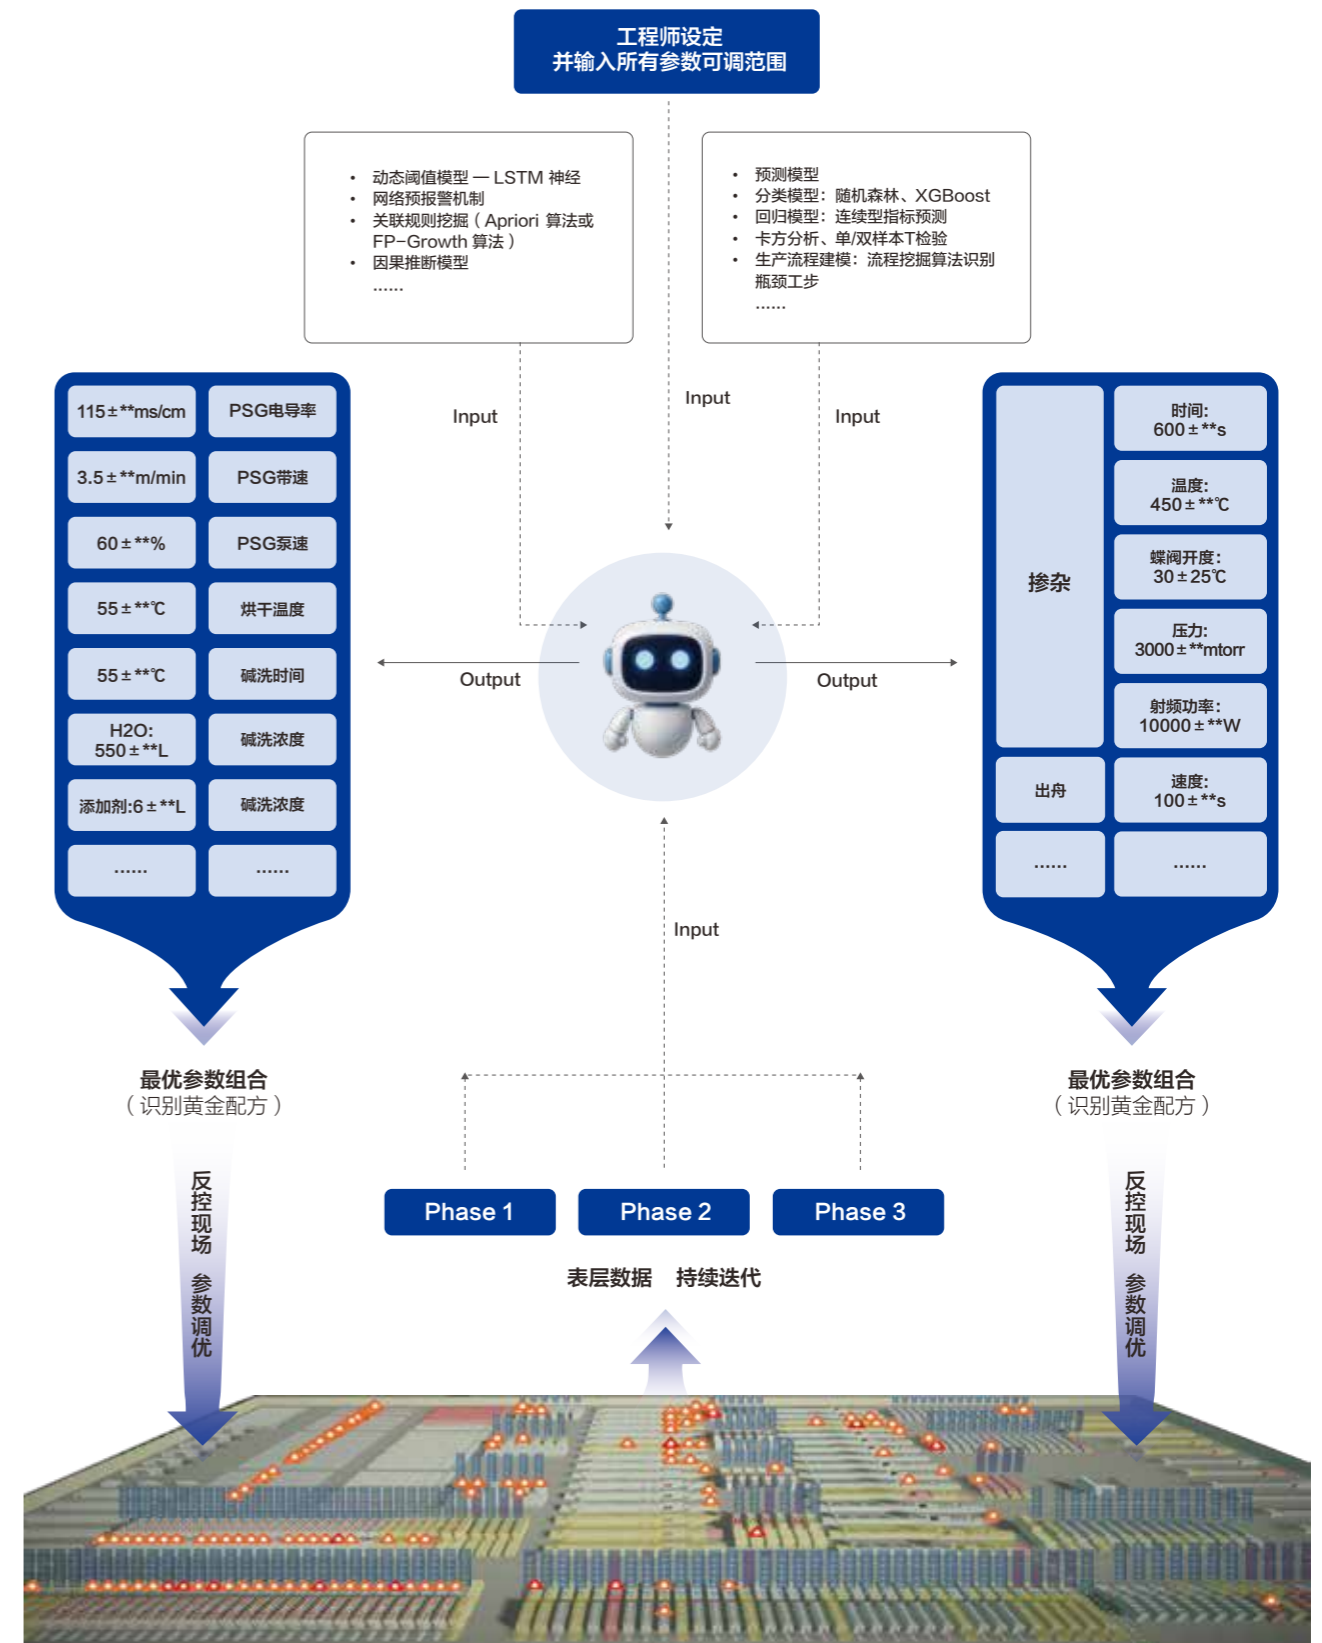 工程师设定
并输入所有参数可调范围
• 动态阈值模型 — LSTM 神经
• 网络预报警机制
• 关联规则挖掘（Apriori 算法或
FP-Growth 算法）
• 因果推断模型
......
• 预测模型
• 分类模型：随机森林、XGBoost
• 回归模型：连续型指标预测
• 卡方分析、单/双样本T检验
• 生产流程建模：流程挖掘算法识别
瓶颈工步
......
Input
Input
Input
115±**ms/cm
PSG电导率
3.5±**m/min
PSG带速
60±**%
PSG泵速
55±**℃
烘干温度
55±**℃
碱洗时间
H2O:
550±**L
碱洗浓度
添加剂:6±**L
碱洗浓度
......
......
Output
Output
掺杂
时间:
600±**s
温度:
450±**℃
蝶阀开度:
30±25℃
压力:
3000±**mtorr
射频功率:
10000±**W
出舟
速度:
100±**s
......
......
Input
最优参数组合
（识别黄金配方）
最优参数组合
（识别黄金配方）
反控现场 参数调优
反控现场 参数调优
Phase 1
Phase 2
Phase 3
表层数据 持续迭代